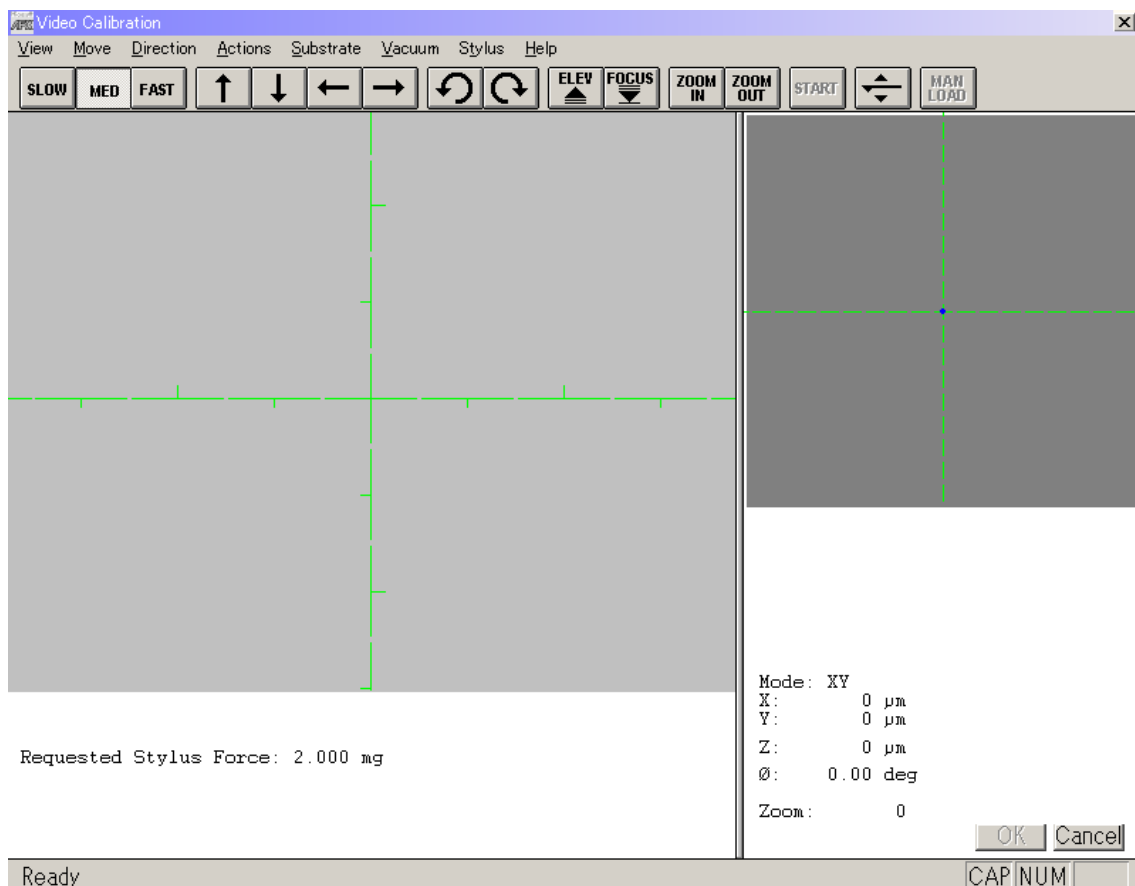 Video Calibration
View Move Direction Actions Substrate Vacuum Stylus Help
SLOW MED FAST ELEV FOCUS ZOOM IN ZOOM OUT START MAN LOAD
Requested Stylus Force: 2.000 mg
Mode: XY
X: 0 µm
Y: 0 µm
Z: 0 µm
Ø: 0.00 deg
Zoom: 0
OK Cancel
Ready CAP NUM